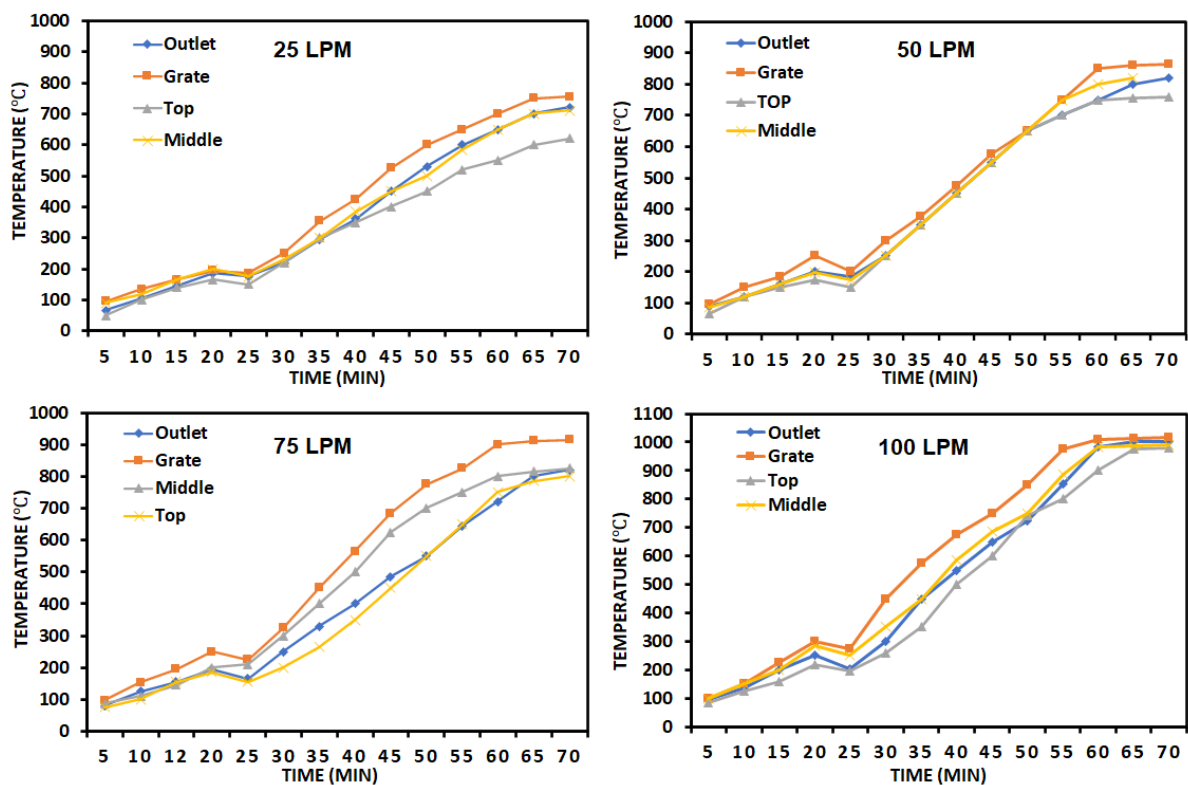 25 LPM
Outlet
Grate
Top
Middle
TEMPERATURE (°C)
1000
900
800
700
600
500
400
300
200
100
0
5 10 15 20 25 30 35 40 45 50 55 60 65 70
TIME (MIN)
50 LPM
Outlet
Grate
TOP
Middle
TEMPERATURE (°C)
1000
900
800
700
600
500
400
300
200
100
0
5 10 15 20 25 30 35 40 45 50 55 60 65 70
TIME (MIN)
75 LPM
Outlet
Grate
Middle
Top
TEMPERATURE (°C)
1000
900
800
700
600
500
400
300
200
100
0
5 10 12 20 25 30 35 40 45 50 55 60 65 70
TIME (MIN)
100 LPM
Outlet
Grate
Top
Middle
TEMPERATURE (°C)
1100
1000
900
800
700
600
500
400
300
200
100
0
5 10 15 20 25 30 35 40 45 50 55 60 65 70
TIME (MIN)